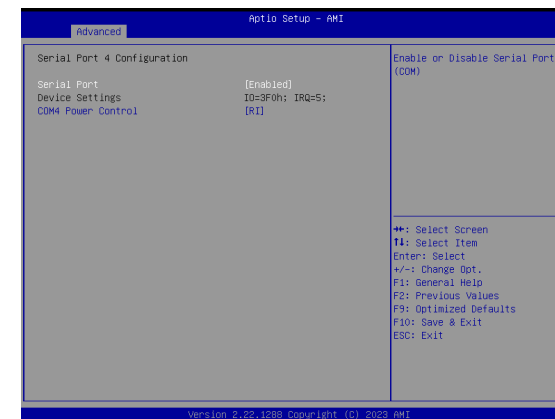 Aptio Setup - AMI
Advanced
Serial Port 4 Configuration
Serial Port [Enabled]
Device Settings IO=3F0h; IRQ=5;
COM4 Power Control [RI]
Enable or Disable Serial Port
(COM)
→←: Select Screen
↑↓: Select Item
Enter: Select
+/-: Change Opt.
F1: General Help
F2: Previous Values
F9: Optimized Defaults
F10: Save & Exit
ESC: Exit
Version 2.22.1288 Copyright (C) 2023 AMI